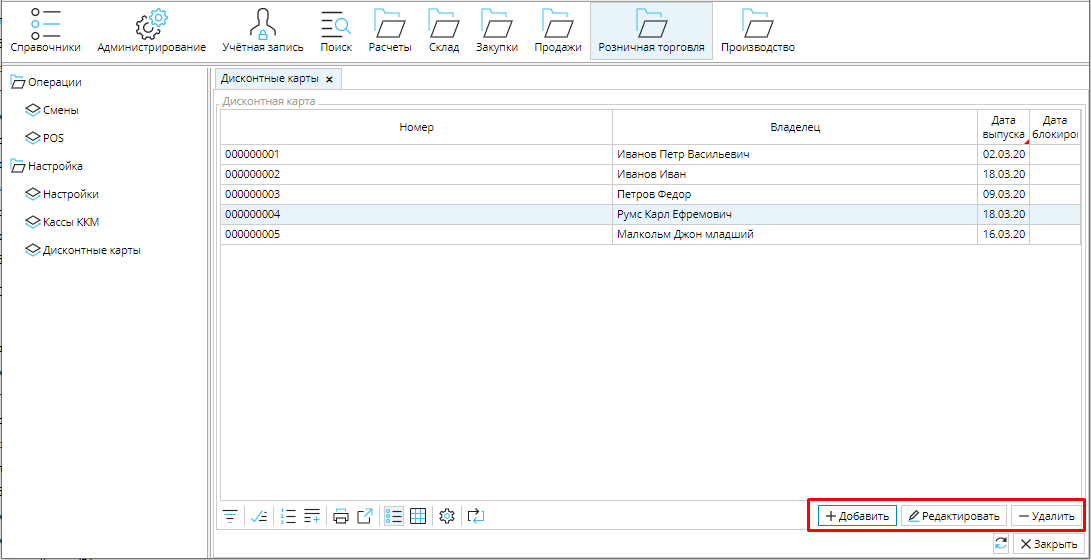 Справочники Администрирование Учётная запись Поиск Расчеты Склад Закупки Продажи Розничная торговля Производство
Операции
Смены
POS
Настройка
Настройки
Кассы ККМ
Дисконтные карты
Дисконтные карты x
Дисконтная карта
Номер Владелец Дата выпуска Дата блокиро
000000001 Иванов Петр Васильевич 02.03.20
000000002 Иванов Иван 18.03.20
000000003 Петров Федор 09.03.20
000000004 Румс Карл Ефремович 18.03.20
000000005 Малкольм Джон младший 16.03.20
Добавить Редактировать Удалить
Закрыть